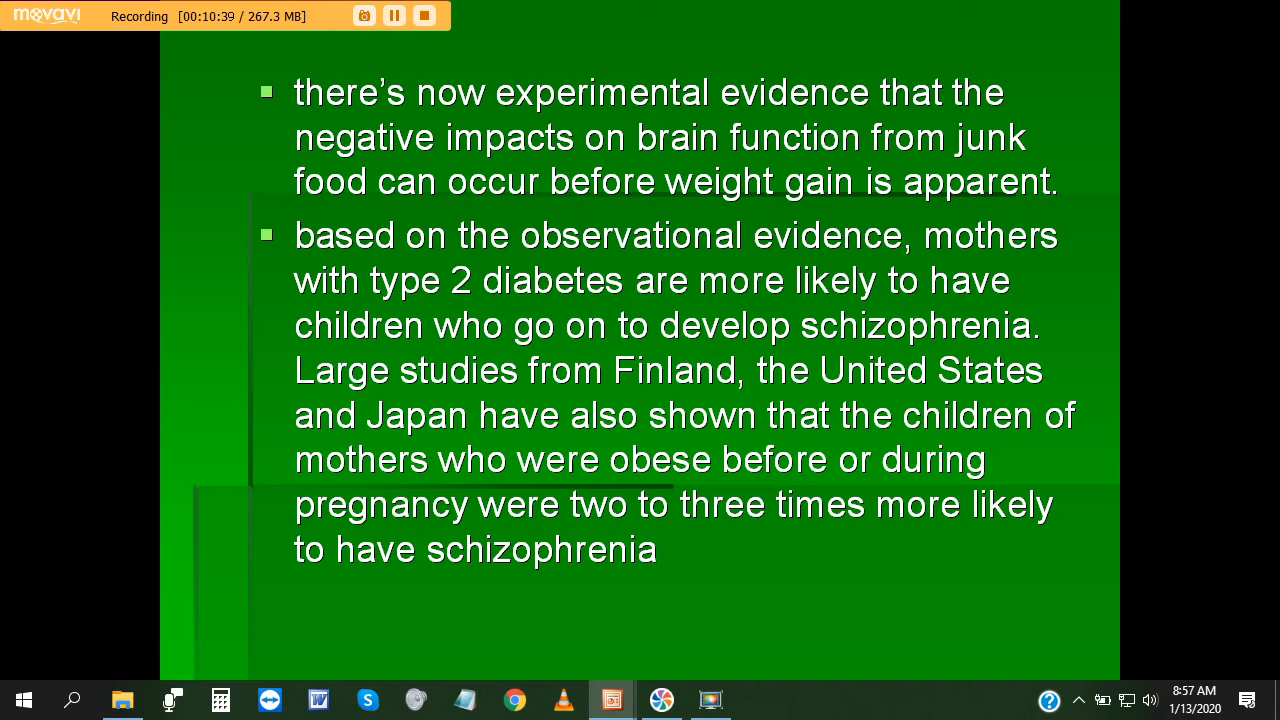 movavi Recording [00:10:39 / 267.3 MB]
there’s now experimental evidence that the
negative impacts on brain function from junk
food can occur before weight gain is apparent.
based on the observational evidence, mothers
with type 2 diabetes are more likely to have
children who go on to develop schizophrenia.
Large studies from Finland, the United States
and Japan have also shown that the children of
mothers who were obese before or during
pregnancy were two to three times more likely
to have schizophrenia
8:57 AM
1/13/2020